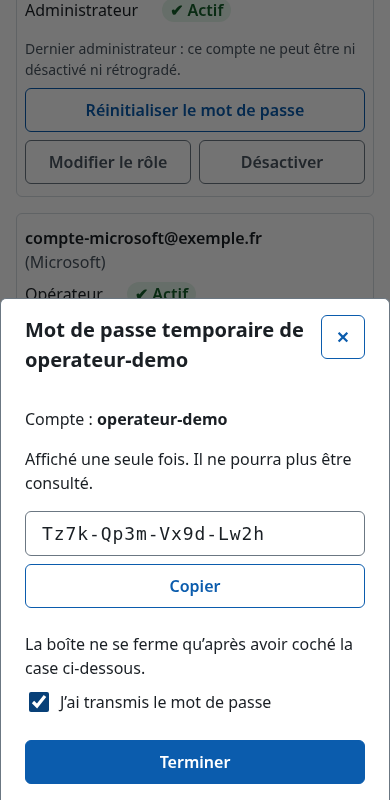 Administrateur ✔ Actif
Dernier administrateur : ce compte ne peut être ni
désactivé ni rétrogradé.
Réinitialiser le mot de passe
Modifier le rôle Désactiver
compte-microsoft@exemple.fr
(Microsoft)
Opérateur ✔ Actif
Mot de passe temporaire de
operateur-demo
×
Compte : operateur-demo
Affiché une seule fois. Il ne pourra plus être
consulté.
Tz7k-Qp3m-Vx9d-Lw2h
Copier
La boîte ne se ferme qu’après avoir coché la
case ci-dessous.
J’ai transmis le mot de passe
Terminer